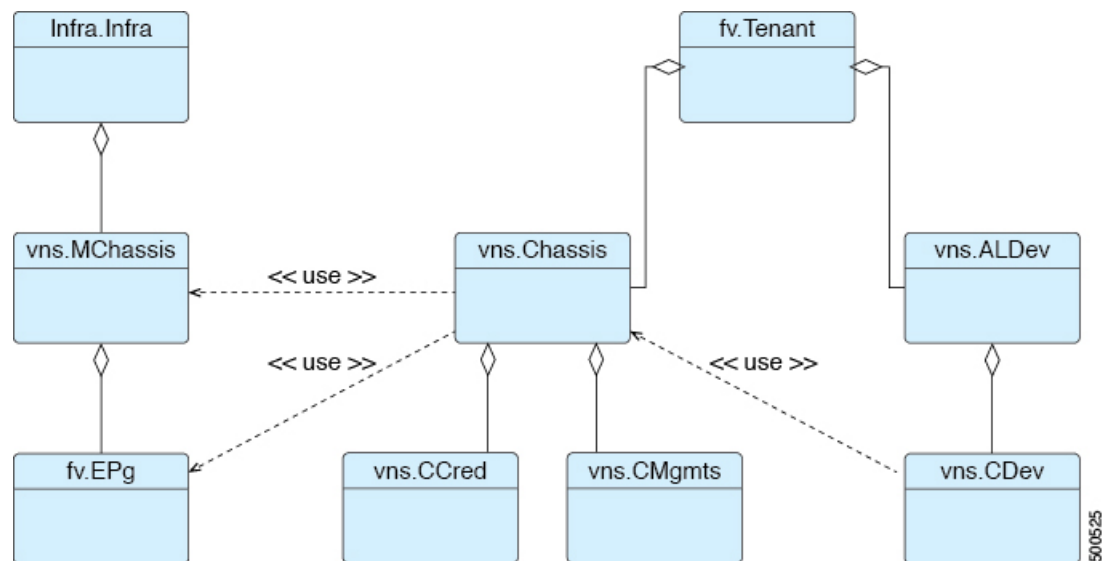 Infra.Infra
fv.Tenant
vns.MChassis
vns.Chassis
vns.ALDev
<< use >>
<< use >>
<< use >>
fv.EPg
vns.CCred
vns.CMgmts
vns.CDev
500525